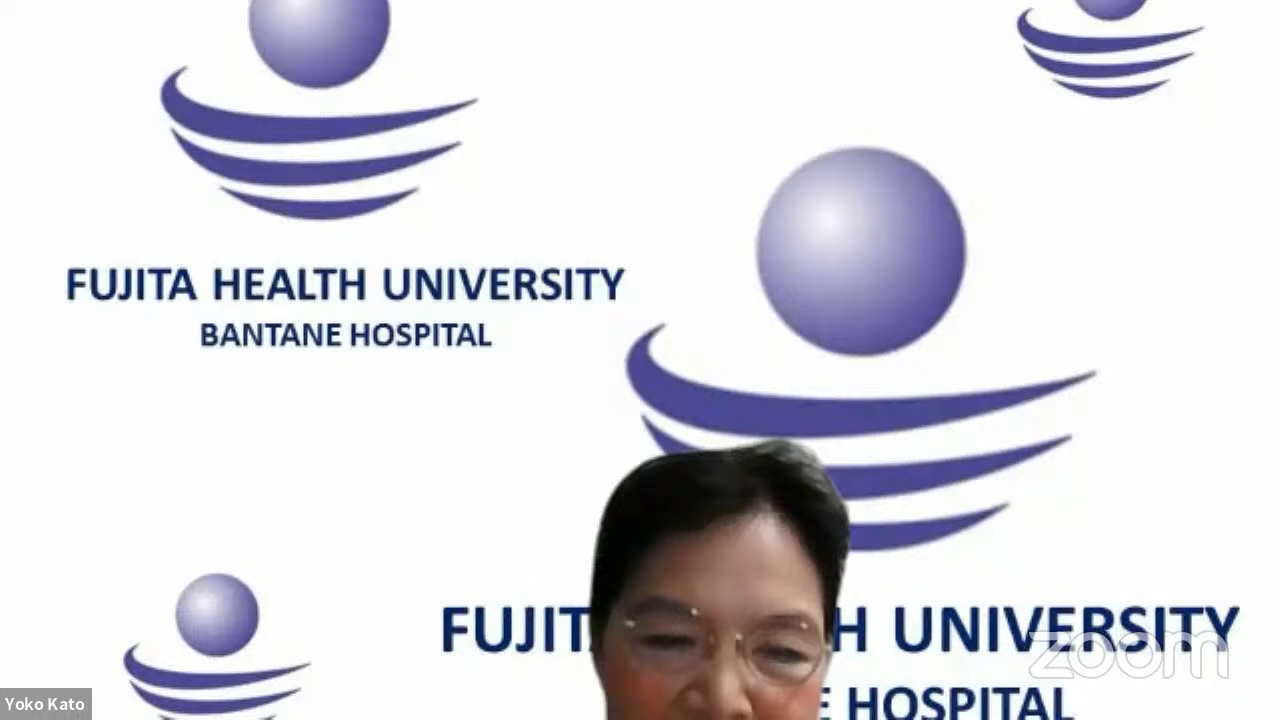 FUJITA HEALTH UNIVERSITY
BANTANE HOSPITAL
FUJIT H UNIVERSITY
zoom
E HOSPITAL
Yoko Kato